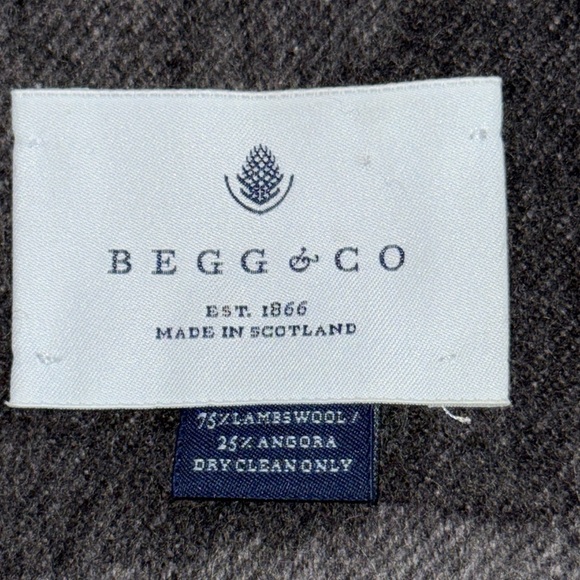 BEGG & CO
EST. 1866
MADE IN SCOTLAND
75% LAMBSWOOL /
25% ANGORA
DRY CLEAN ONLY